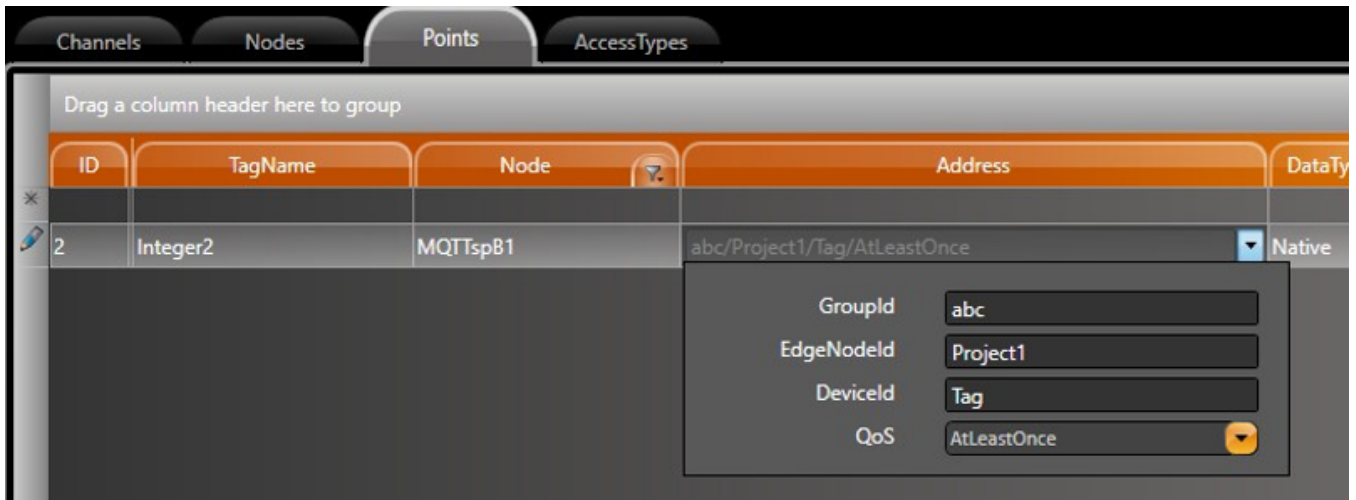 Channels Nodes Points AccessTypes
Drag a column header here to group
ID TagName Node Address DataTy
2 Integer2 MQTTspB1 abc/Project1/Tag/AtLeastOnce Native
GroupId abc
EdgeNodeId Project1
DeviceId Tag
QoS AtLeastOnce